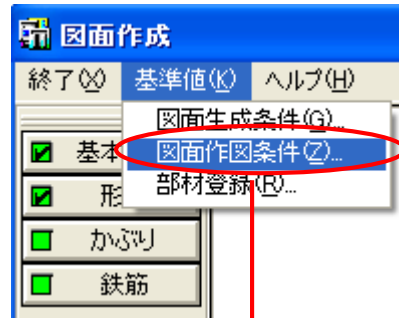 図面作成
終了(X) 基準値(K) ヘルプ(H)
図面生成条件(G)...
図面作図条件(Z)...
部材登録(R)...
基本
形
かぶり
鉄筋